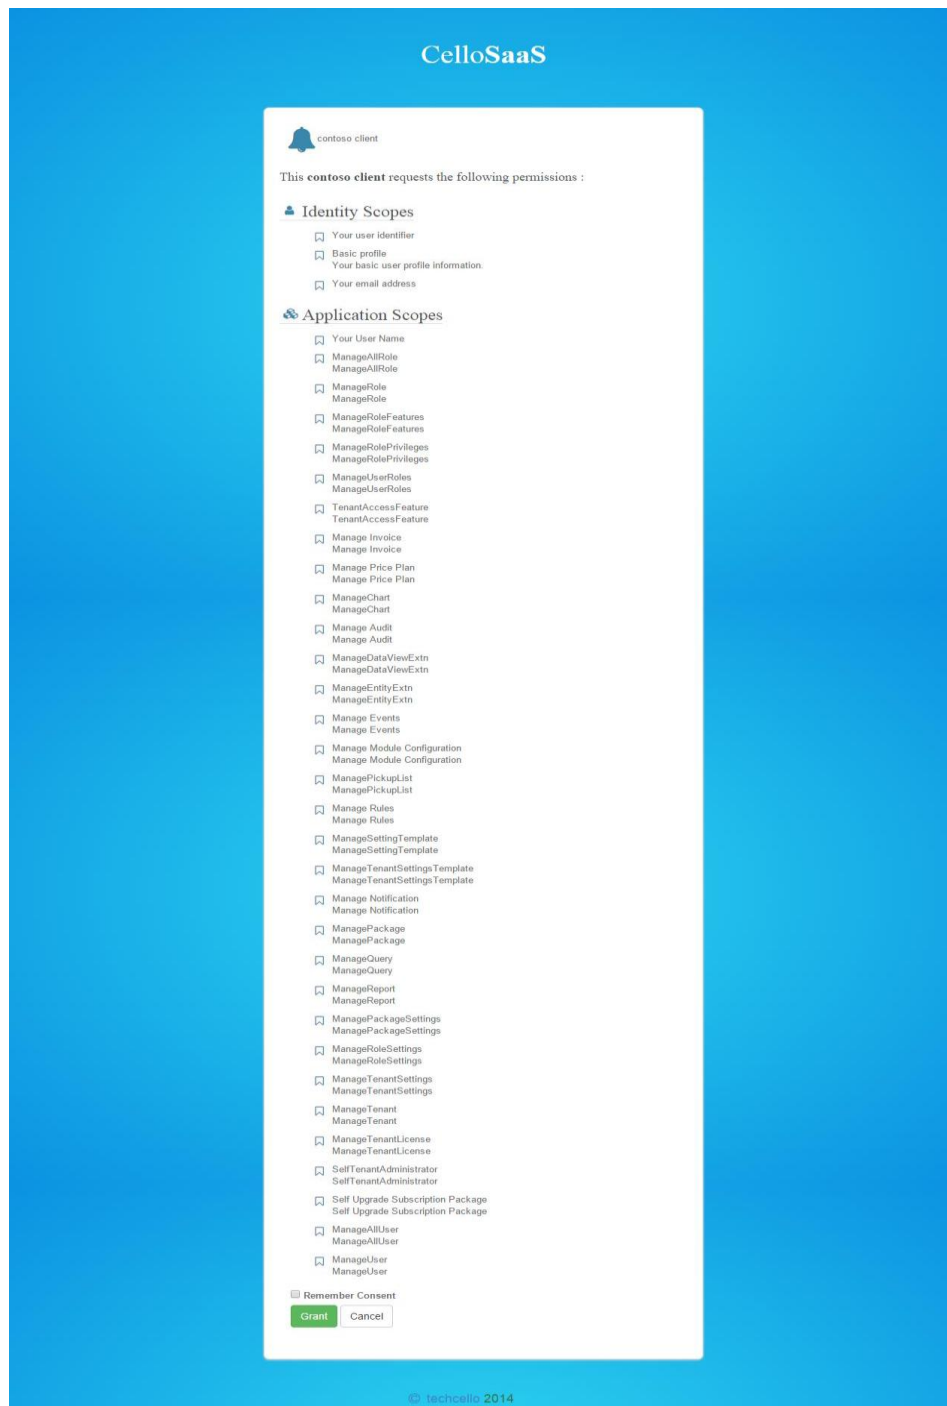 CelloSaaS
contoso client
This contoso client requests the following permissions :
Identity Scopes
Your user identifier
Basic profile
Your basic user profile information.
Your email address
Application Scopes
Your User Name
ManageAllRole
ManageAllRole
ManageRole
ManageRole
ManageRoleFeatures
ManageRoleFeatures
ManageRolePrivileges
ManageRolePrivileges
ManageUserRoles
ManageUserRoles
TenantAccessFeature
TenantAccessFeature
Manage Invoice
Manage Invoice
Manage Price Plan
Manage Price Plan
ManageChart
ManageChart
Manage Audit
Manage Audit
ManageDataViewExtn
ManageDataViewExtn
ManageEntityExtn
ManageEntityExtn
Manage Events
Manage Events
Manage Module Configuration
Manage Module Configuration
ManagePickupList
ManagePickupList
Manage Rules
Manage Rules
ManageSettingTemplate
ManageSettingTemplate
ManageTenantSettingsTemplate
ManageTenantSettingsTemplate
Manage Notification
Manage Notification
ManagePackage
ManagePackage
ManageQuery
ManageQuery
ManageReport
ManageReport
ManagePackageSettings
ManagePackageSettings
ManageRoleSettings
ManageRoleSettings
ManageTenantSettings
ManageTenantSettings
ManageTenant
ManageTenant
ManageTenantLicense
ManageTenantLicense
SelfTenantAdministrator
SelfTenantAdministrator
Self Upgrade Subscription Package
Self Upgrade Subscription Package
ManageAllUser
ManageAllUser
ManageUser
ManageUser
Remember Consent
Grant Cancel
© techcello 2014